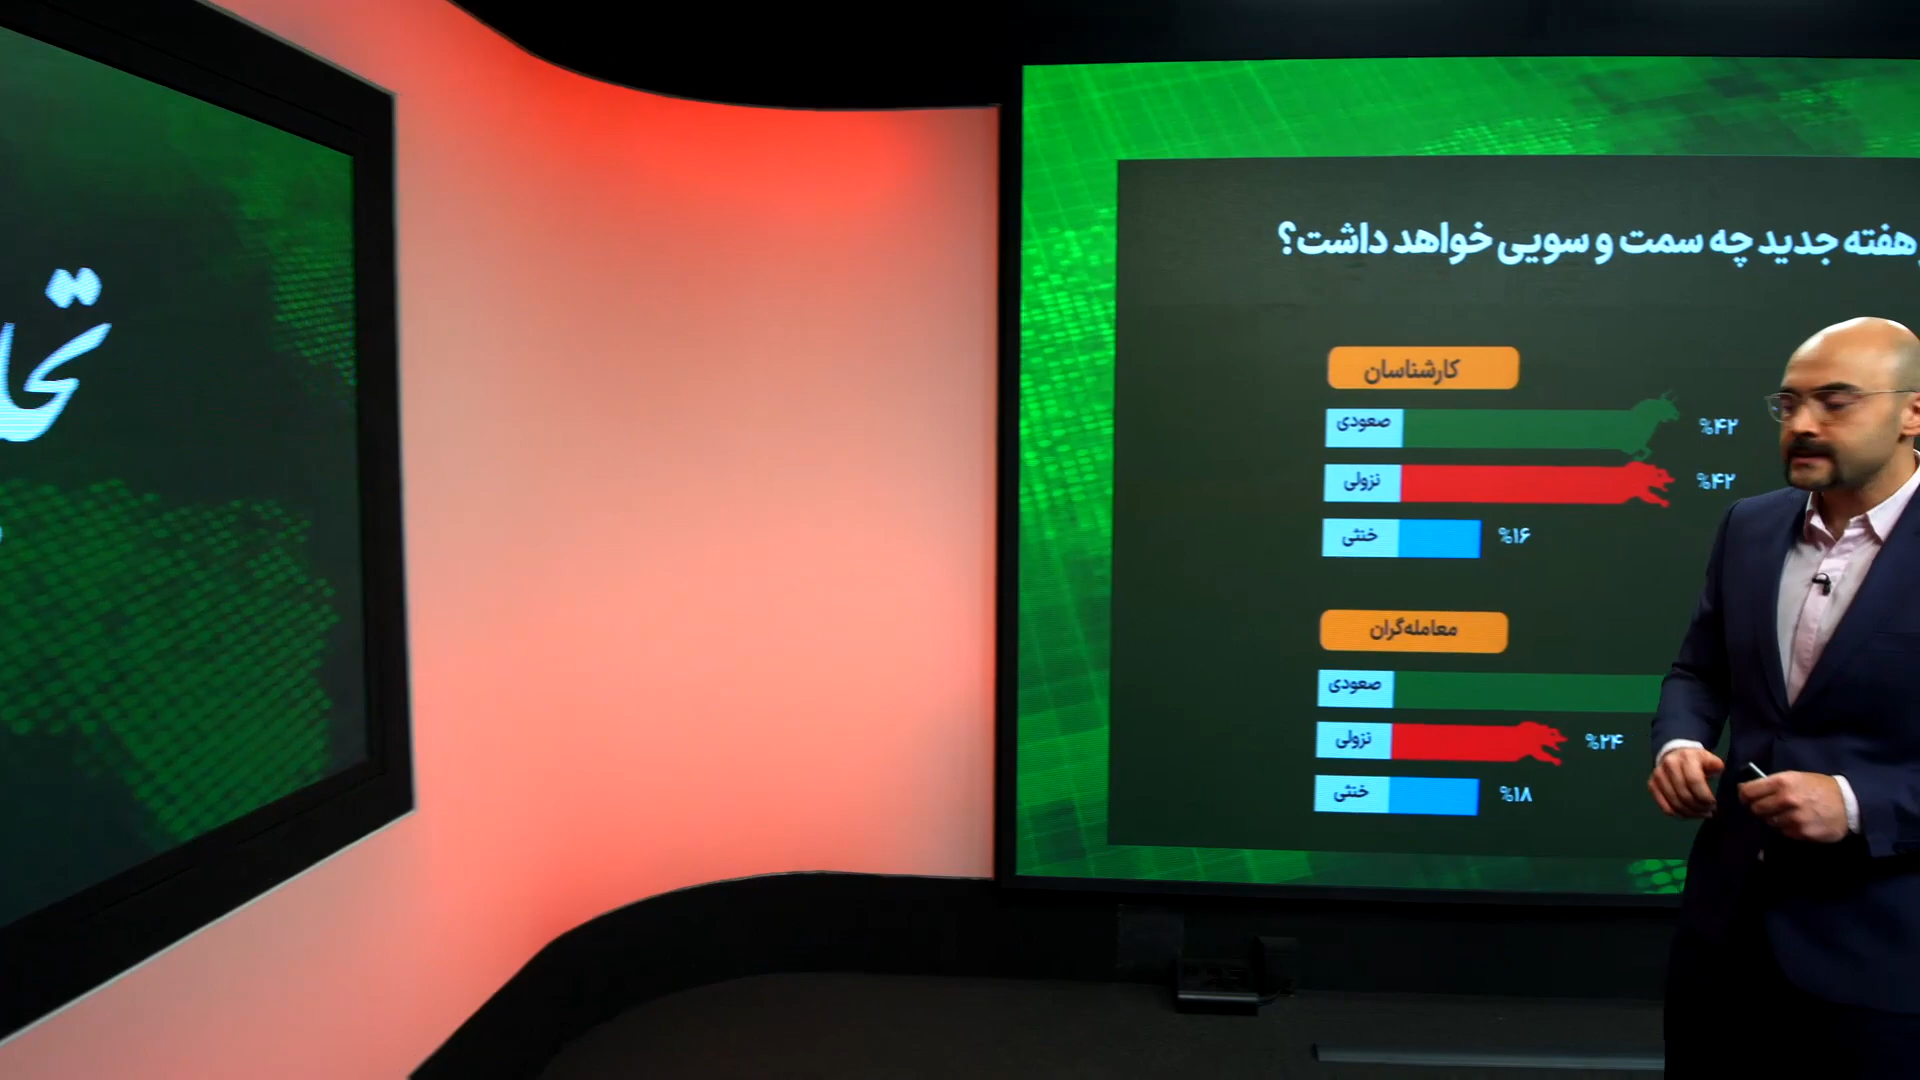 هفته جدید چه سمت و سویی خواهد داشت؟
کارشناسان
صعودی %۴۲
نزولی %۴۲
خنثی %۱۶
معامله‌گران
صعودی
نزولی %۲۴
خنثی %۱۸